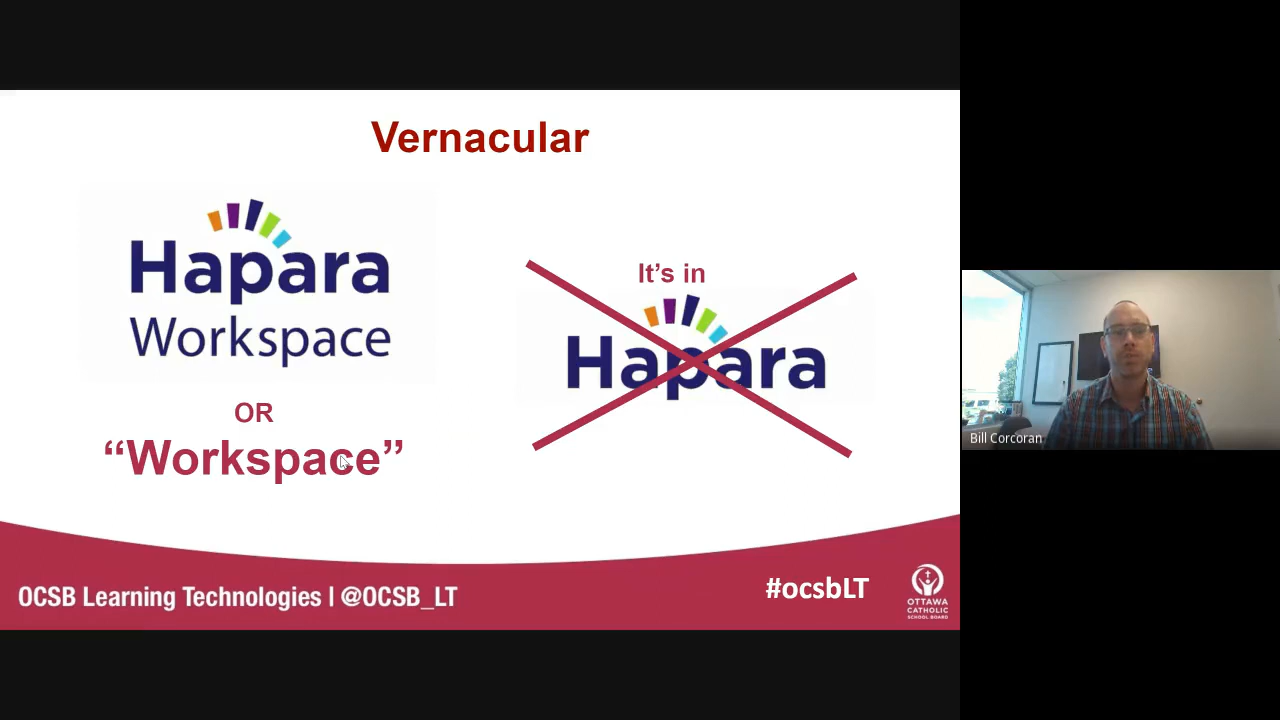 Vernacular
Hapara
Workspace
OR
“Workspace”
It’s in
Hapara
OCSB Learning Technologies | @OCSB_LT
#ocsbLT
OTTAWA
CATHOLIC
SCHOOL BOARD
Bill Corcoran